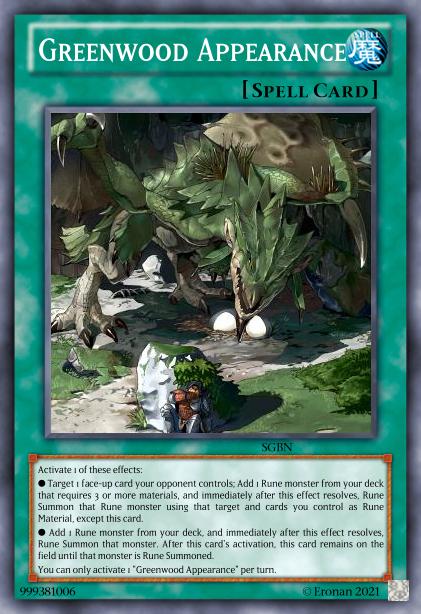 Greenwood Appearance
SPELL
魔
[Spell Card]
SGBN
Activate 1 of these effects:
● Target 1 face-up card your opponent controls; Add 1 Rune monster from your deck
that requires 3 or more materials, and immediately after this effect resolves, Rune
Summon that Rune monster using that target and cards you control as Rune
Material, except this card.
● Add 1 Rune monster from your deck, and immediately after this effect resolves,
Rune Summon that monster. After this card's activation, this card remains on the
field until that monster is Rune Summoned.
You can only activate 1 "Greenwood Appearance" per turn.
999381006
© Eronan 2021